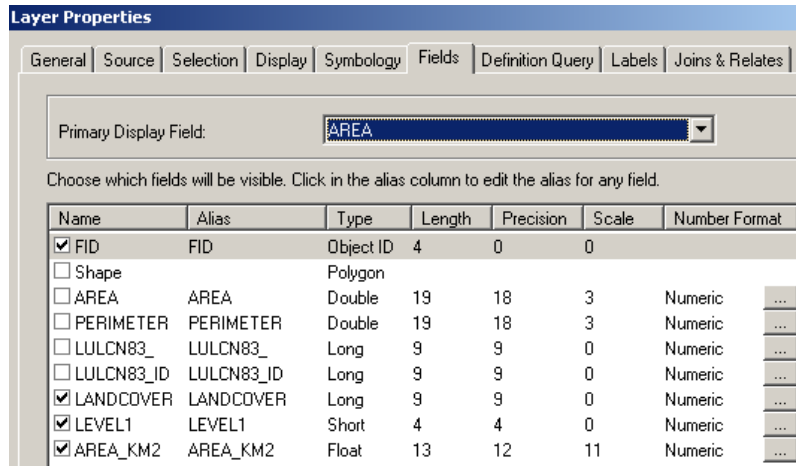 Layer Properties
General Source Selection Display Symbology Fields Definition Query Labels Joins & Relates
Primary Display Field: AREA
Choose which fields will be visible. Click in the alias column to edit the alias for any field.
Name Alias Type Length Precision Scale Number Format
FID FID Object ID 4 0 0
Shape Polygon
AREA AREA Double 19 18 3 Numeric ...
PERIMETER PERIMETER Double 19 18 3 Numeric ...
LULCN83_ LULCN83_ Long 9 9 0 Numeric ...
LULCN83_ID LULCN83_ID Long 9 9 0 Numeric ...
LANDCOVER LANDCOVER Long 9 9 0 Numeric ...
LEVEL1 LEVEL1 Short 4 4 0 Numeric ...
AREA_KM2 AREA_KM2 Float 13 12 11 Numeric ...